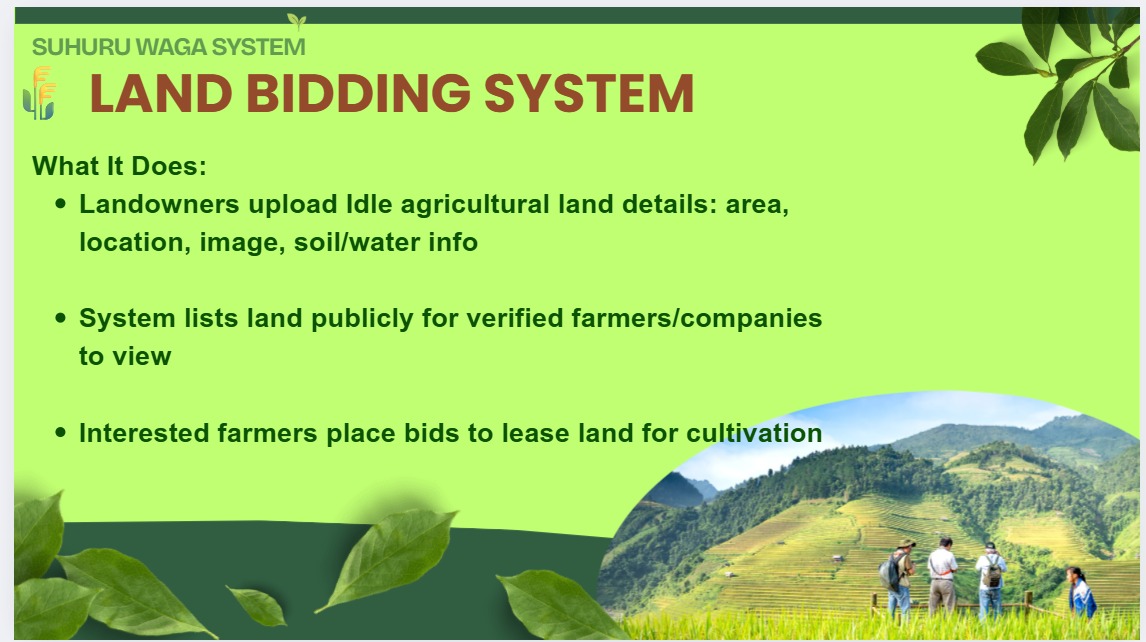 SUHURU WAGA SYSTEM
LAND BIDDING SYSTEM
What It Does:
• Landowners upload Idle agricultural land details: area,
location, image, soil/water info
• System lists land publicly for verified farmers/companies
to view
• Interested farmers place bids to lease land for cultivation